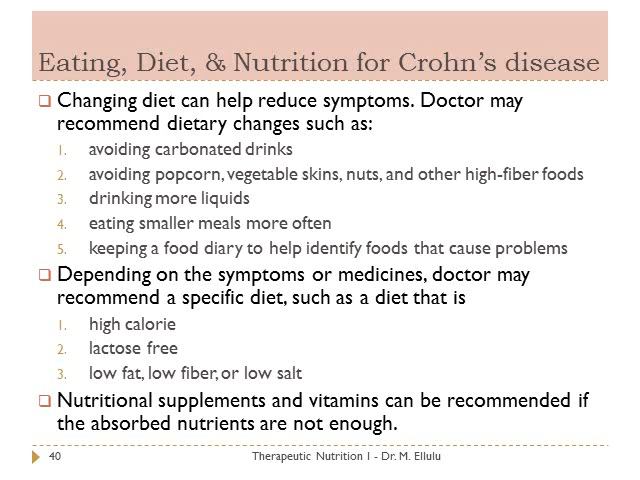 Eating, Diet, & Nutrition for Crohn’s disease
Changing diet can help reduce symptoms. Doctor may
recommend dietary changes such as:
1. avoiding carbonated drinks
2. avoiding popcorn, vegetable skins, nuts, and other high-fiber foods
3. drinking more liquids
4. eating smaller meals more often
5. keeping a food diary to help identify foods that cause problems
Depending on the symptoms or medicines, doctor may
recommend a specific diet, such as a diet that is
1. high calorie
2. lactose free
3. low fat, low fiber, or low salt
Nutritional supplements and vitamins can be recommended if
the absorbed nutrients are not enough.
40 Therapeutic Nutrition I - Dr. M. Ellulu